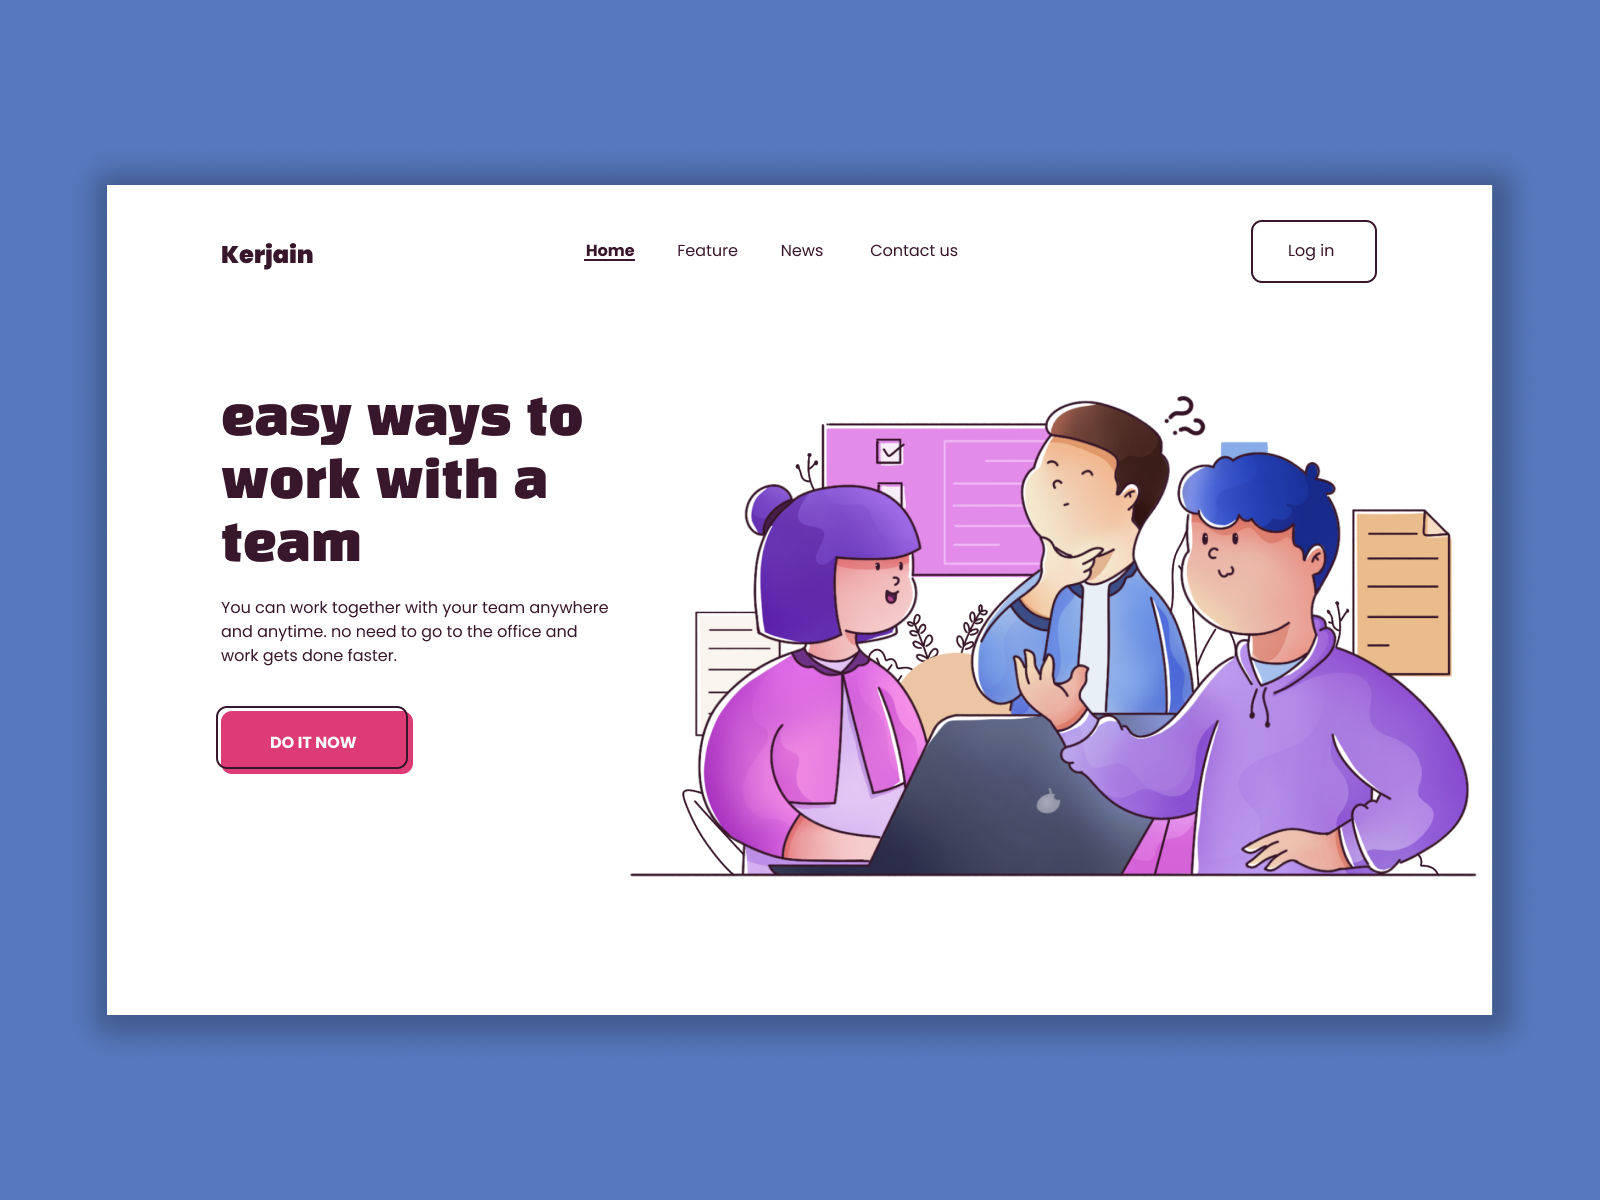 Kerjain
Home Feature News Contact us
Log in
easy ways to
work with a
team
You can work together with your team anywhere
and anytime. no need to go to the office and
work gets done faster.
DO IT NOW